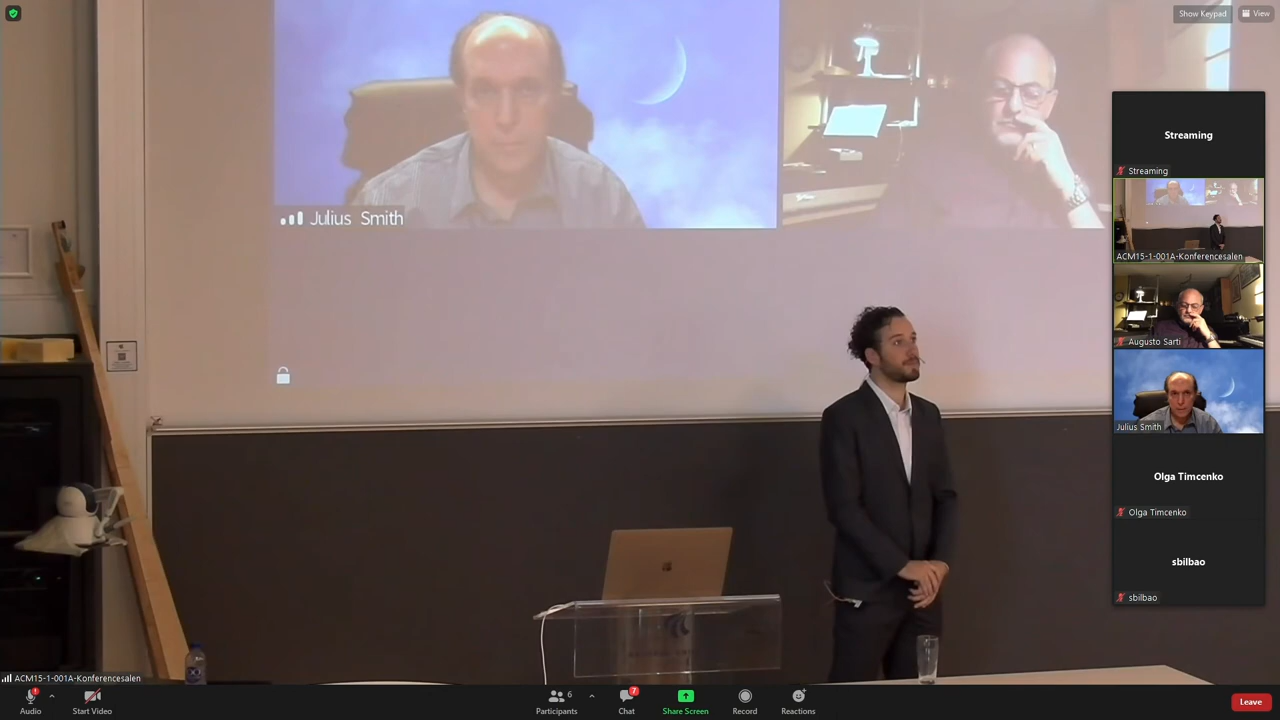 Show Keypad
View
Streaming
Streaming
Julius Smith
ACM15-1-001A-Konferencesalen
Augusto Sarti
Julius Smith
Olga Timcenko
Olga Timcenko
sbilbao
sbilbao
ACM15-1-001A-Konferencesalen
Audio
Start Video
Participants
6
Chat
7
Share Screen
Record
Reactions
Leave